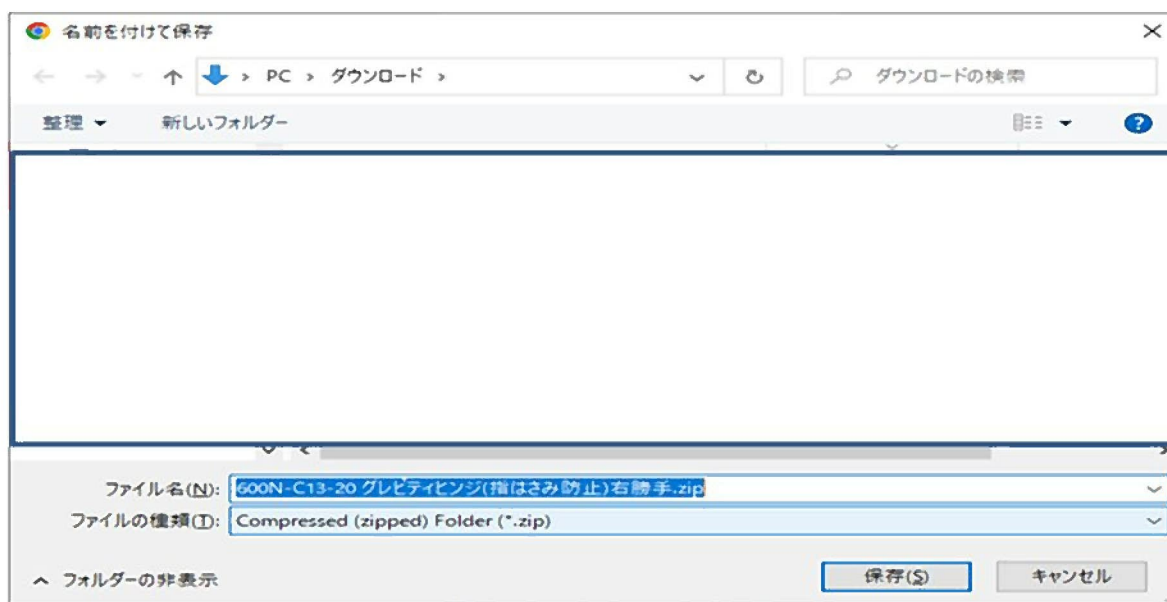 名前を付けて保存
PC › ダウンロード ›
ダウンロードの検索
整理
新しいフォルダー
?
ファイル名(N): 600N-C13-20 グレビティヒンジ(指はさみ防止)右勝手.zip
ファイルの種類(T): Compressed (zipped) Folder (*.zip)
フォルダーの非表示
保存(S)
キャンセル